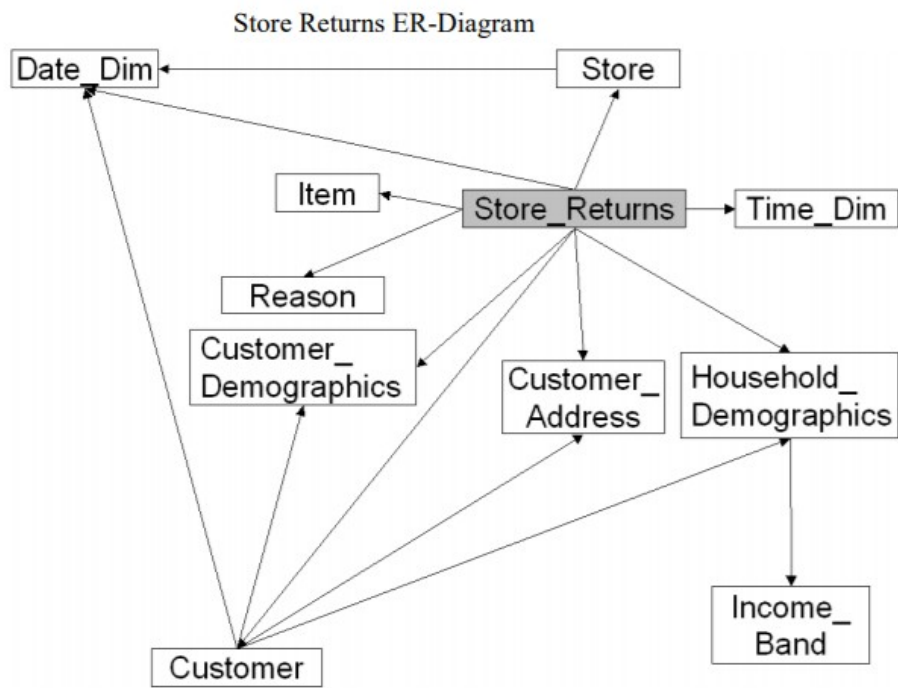 Store Returns ER-Diagram
Date_Dim
Store
Item
Store_Returns
Time_Dim
Reason
Customer_
Demographics
Customer_
Address
Household_
Demographics
Income_
Band
Customer